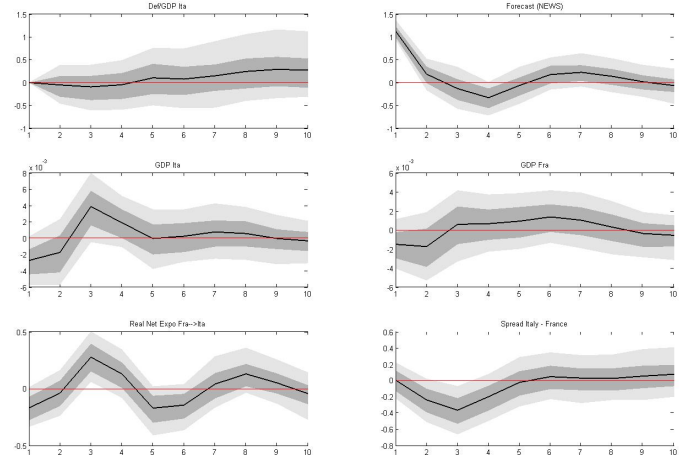 Def/GDP Ita
1.5
1
0.5
0
-0.5
-1
1 2 3 4 5 6 7 8 9 10
Forecast (NEWS)
1.5
1
0.5
0
-0.5
-1
1 2 3 4 5 6 7 8 9 10
GDP Ita
x 10^-3
8
6
4
2
0
-2
-4
-6
1 2 3 4 5 6 7 8 9 10
GDP Fra
x 10^-3
6
4
2
0
-2
-4
-6
1 2 3 4 5 6 7 8 9 10
Real Net Expo Fra-->Ita
0.5
0
-0.5
1 2 3 4 5 6 7 8 9 10
Spread Italy - France
0.6
0.4
0.2
0
-0.2
-0.4
-0.6
-0.8
1 2 3 4 5 6 7 8 9 10